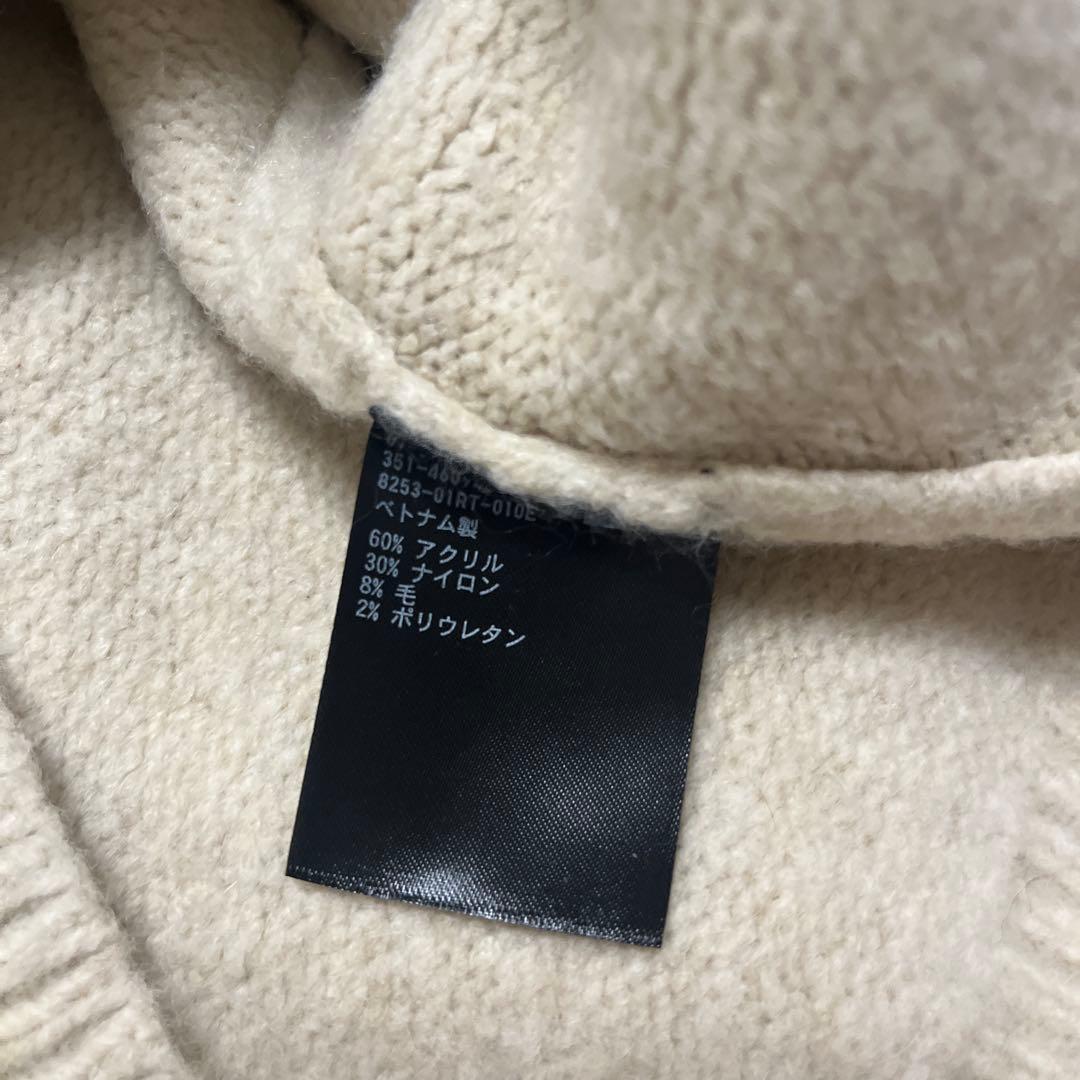 8253-01RT-010E
ベトナム製
60% アクリル
30% ナイロン
8% 毛
2% ポリウレタン